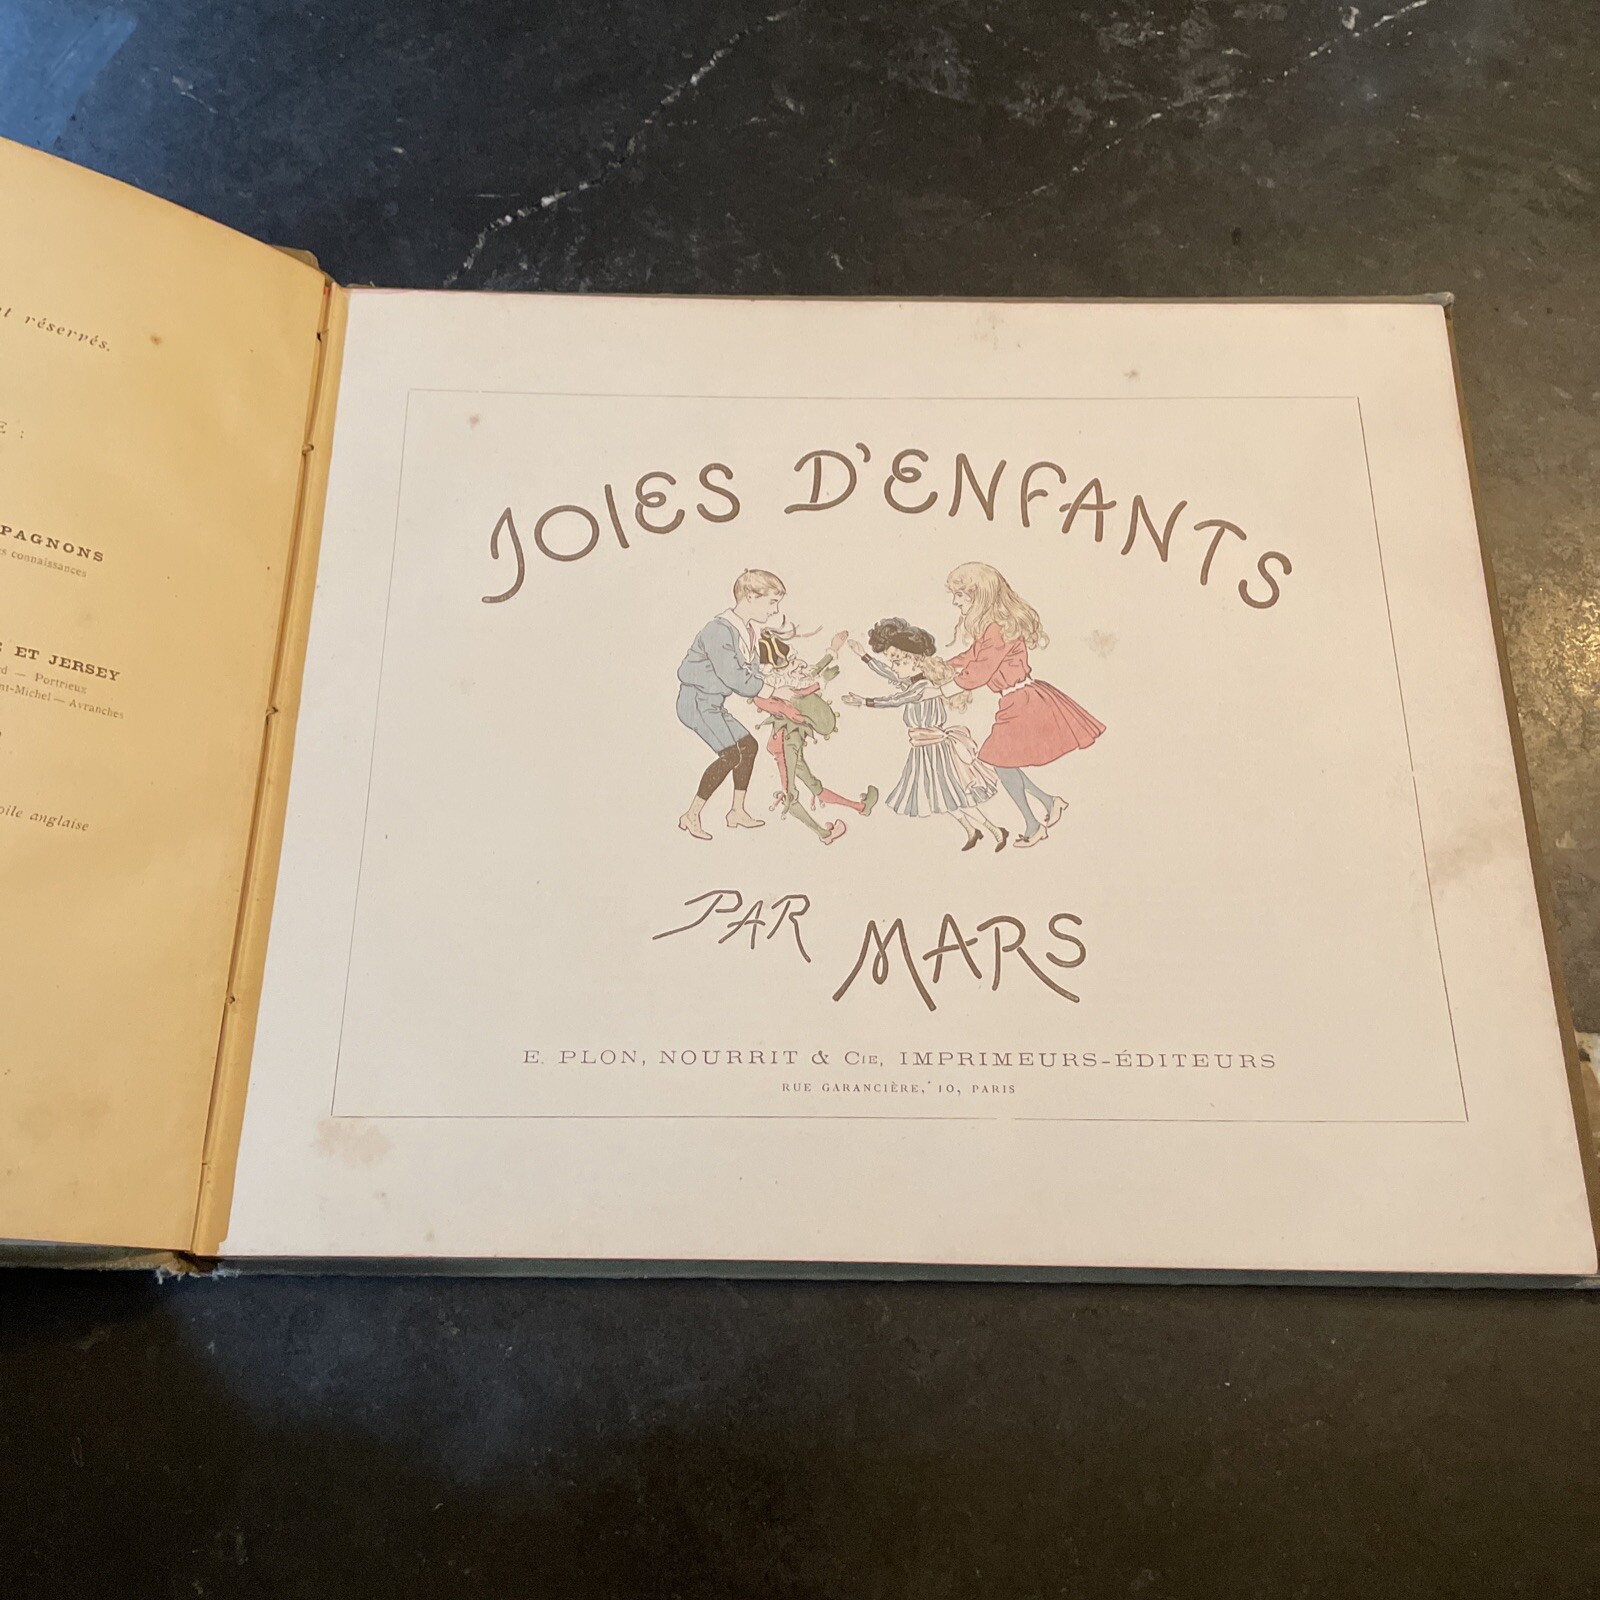 réservés.
E :
PAGNONS
connaissances
ET JERSEY
d — Portrieux
nt-Michel — Avranches
oile anglaise
JOIES D'ENFANTS
PAR MARS
E. PLON, NOURRIT & Cie, IMPRIMEURS-ÉDITEURS
RUE GARANCIÈRE, 10, PARIS